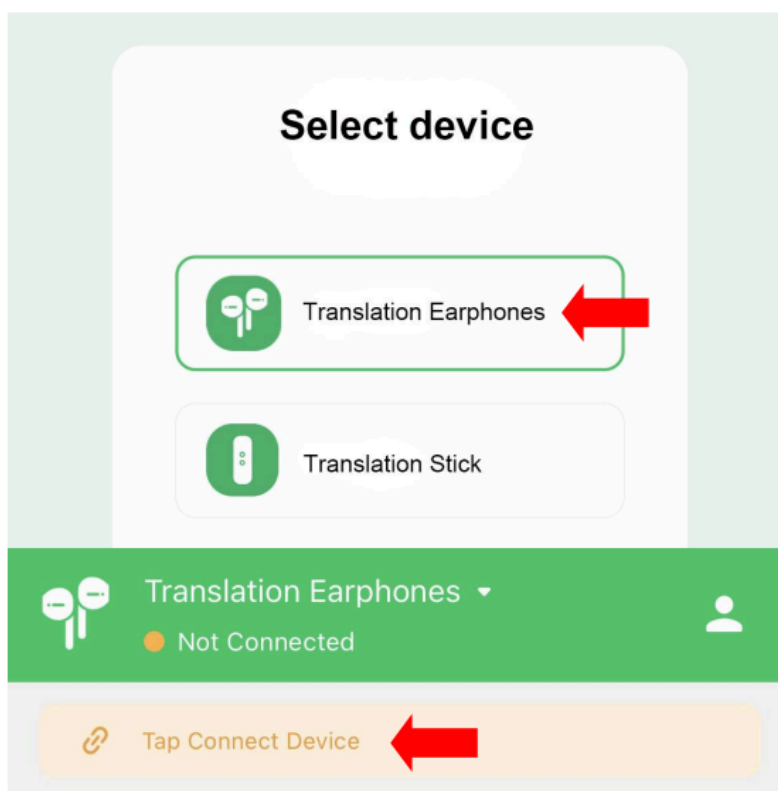 Select device
Translation Earphones
Translation Stick
Translation Earphones
Not Connected
Tap Connect Device